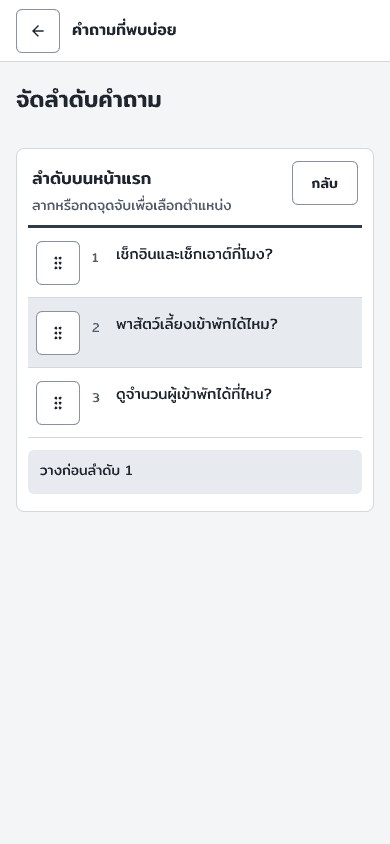 คำถามที่พบบ่อย
จัดลำดับคำถาม
ลำดับบนหน้าแรก
ลากหรือกดจุดจับเพื่อเลือกตำแหน่ง
กลับ
1 เช็กอินและเช็กเอาต์กี่โมง?
2 พาสัตว์เลี้ยงเข้าพักได้ไหม?
3 ดูจำนวนผู้เข้าพักได้ที่ไหน?
วางก่อนลำดับ 1